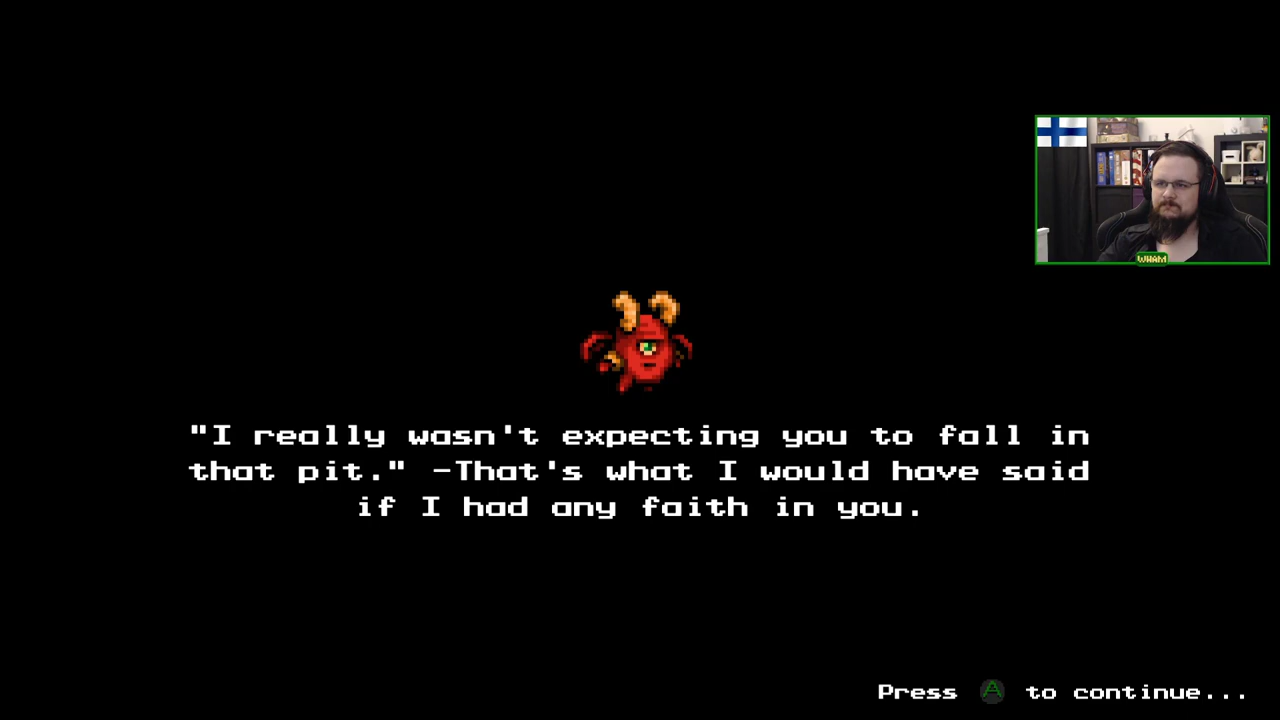 WHAM
"I really wasn't expecting you to fall in
that pit." -That's what I would have said
if I had any faith in you.
Press A to continue...